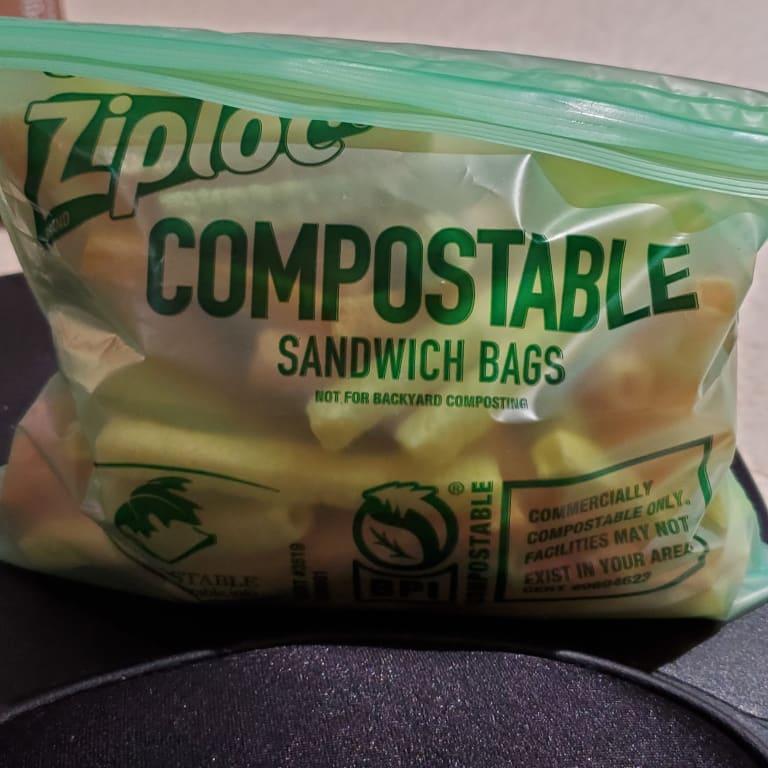 Ziploc
COMPOSTABLE
SANDWICH BAGS
NOT FOR BACKYARD COMPOSTING
BPI
®
COMPOSTABLE
COMMERCIALLY
COMPOSTABLE ONLY.
FACILITIES MAY NOT
EXIST IN YOUR AREA